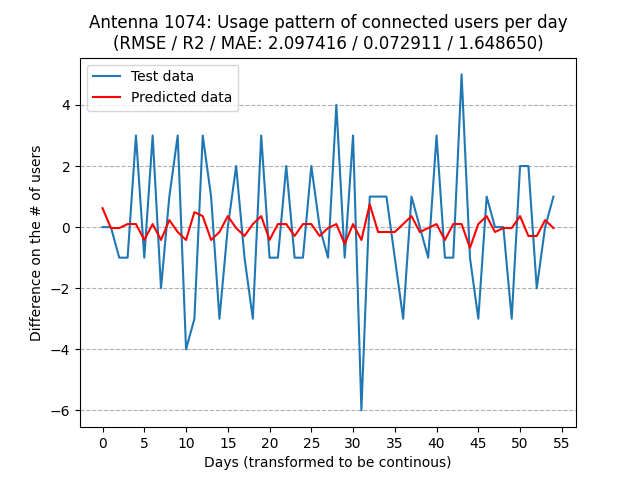 Antenna 1074: Usage pattern of connected users per day
(RMSE / R2 / MAE: 2.097416 / 0.072911 / 1.648650)
Test data
Predicted data
Difference on the # of users
4
2
0
−2
−4
−6
0 5 10 15 20 25 30 35 40 45 50 55
Days (transformed to be continous)